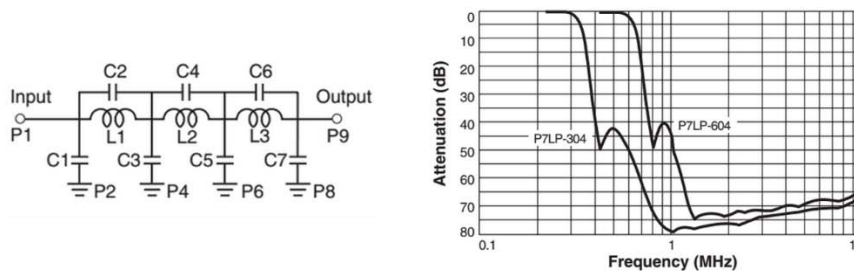 C2 C4 C6
Input Output
P1 L1 L2 L3 P9
C1 C3 C5 C7
P2 P4 P6 P8
Attenuation (dB)
0
10
20
30
40
50
60
70
80
P7LP-304
P7LP-604
0.1 1 1
Frequency (MHz)